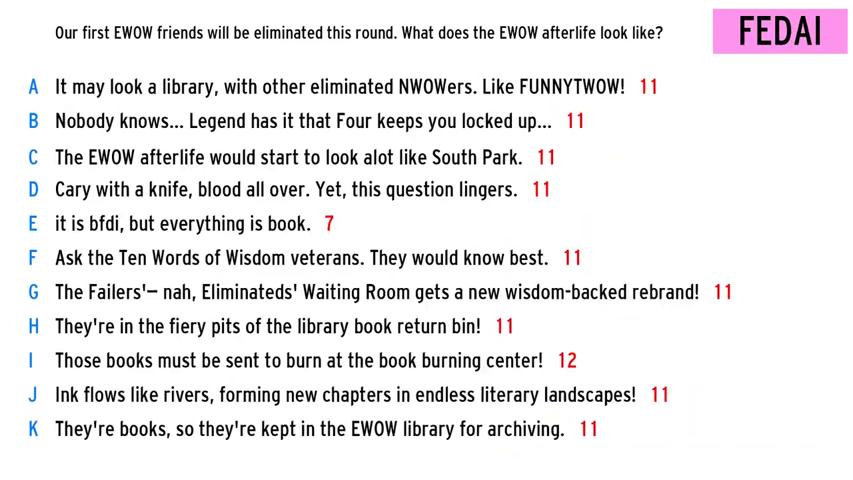 Our first EWOW friends will be eliminated this round. What does the EWOW afterlife look like?
FEDAI
A It may look a library, with other eliminated NWOWers. Like FUNNYTWOW! 11
B Nobody knows... Legend has it that Four keeps you locked up... 11
C The EWOW afterlife would start to look alot like South Park. 11
D Cary with a knife, blood all over. Yet, this question lingers. 11
E it is bfdi, but everything is book. 7
F Ask the Ten Words of Wisdom veterans. They would know best. 11
G The Failers'— nah, Eliminateds' Waiting Room gets a new wisdom-backed rebrand! 11
H They're in the fiery pits of the library book return bin! 11
I Those books must be sent to burn at the book burning center! 12
J Ink flows like rivers, forming new chapters in endless literary landscapes! 11
K They're books, so they're kept in the EWOW library for archiving. 11